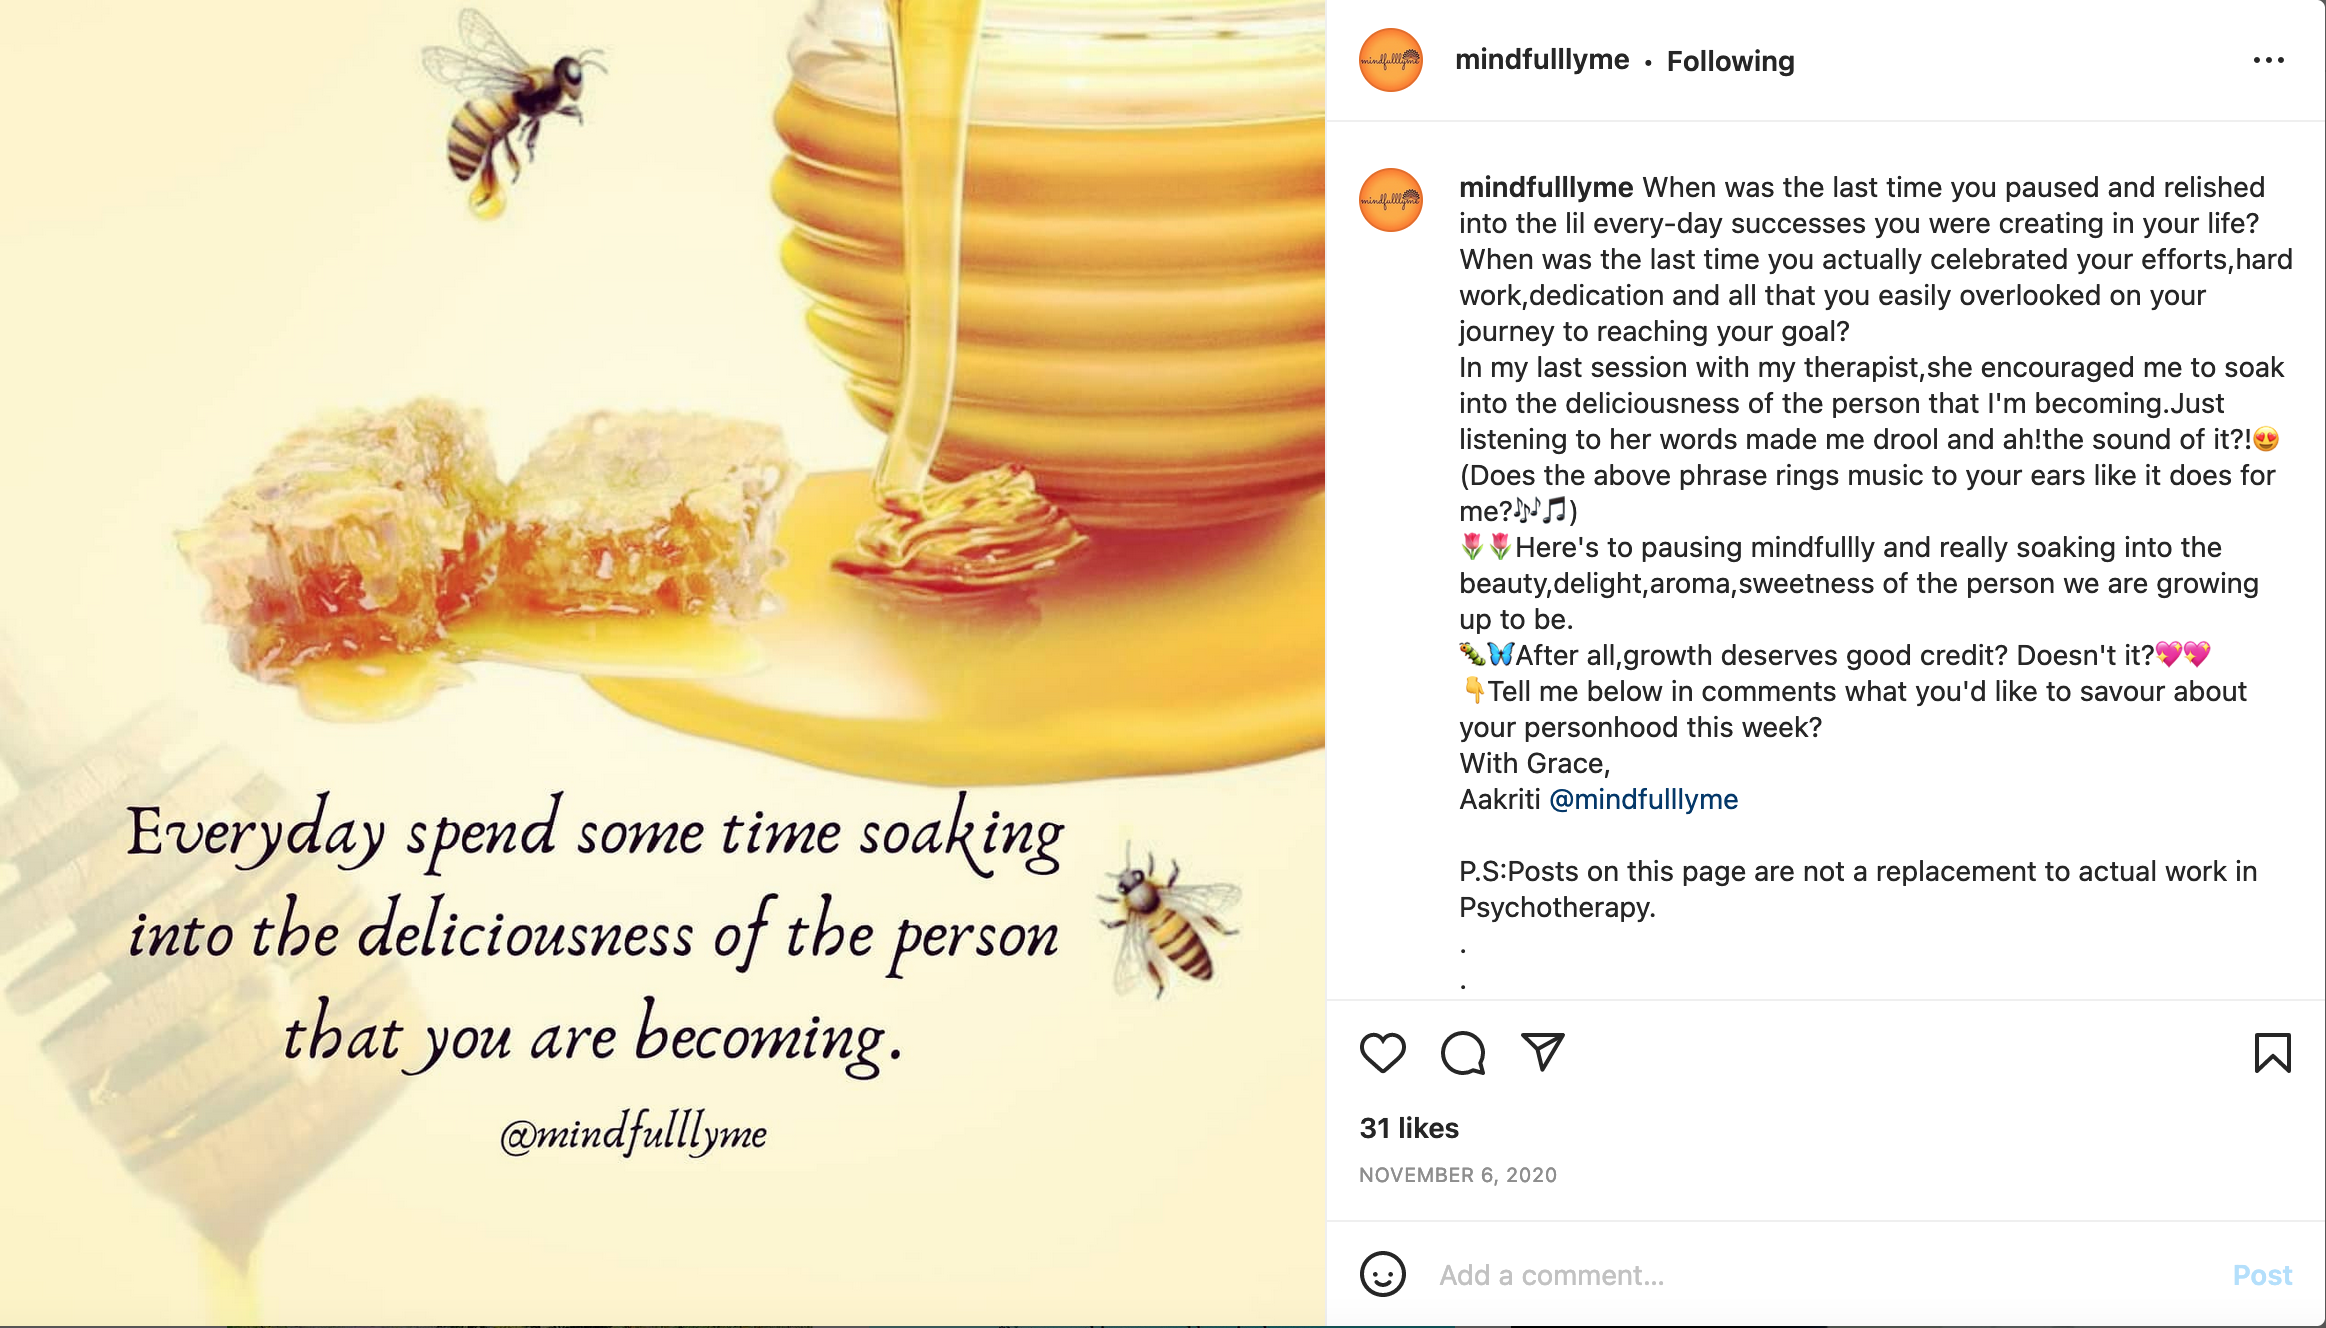 Everyday spend some time soaking
into the deliciousness of the person
that you are becoming.
@mindfulllyme
mindfulllyme
mindfulllyme • Following
mindfulllyme
mindfulllyme When was the last time you paused and relished
into the lil every-day successes you were creating in your life?
When was the last time you actually celebrated your efforts,hard
work,dedication and all that you easily overlooked on your
journey to reaching your goal?
In my last session with my therapist,she encouraged me to soak
into the deliciousness of the person that I'm becoming.Just
listening to her words made me drool and ah!the sound of it?!😍
(Does the above phrase rings music to your ears like it does for
me?🎶🎵)
🌷🌷Here's to pausing mindfullly and really soaking into the
beauty,delight,aroma,sweetness of the person we are growing
up to be.
🐛🦋After all,growth deserves good credit? Doesn't it?💖💖
👇Tell me below in comments what you'd like to savour about
your personhood this week?
With Grace,
Aakriti @mindfulllyme
P.S:Posts on this page are not a replacement to actual work in
Psychotherapy.
.
.
31 likes
NOVEMBER 6, 2020
Add a comment...
Post